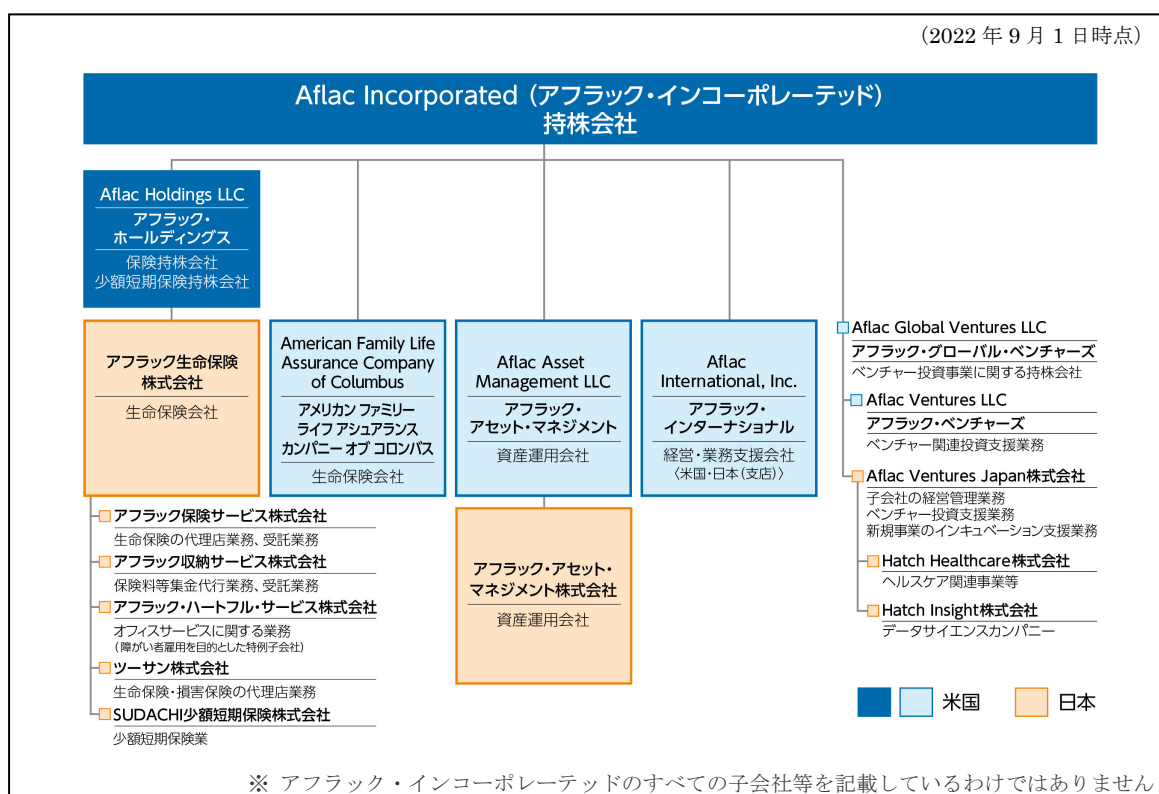 （2022 年 9 月 1 日時点）
Aflac Incorporated（アフラック・インコーポレーテッド）
持株会社
Aflac Holdings LLC
アフラック・
ホールディングス
保険持株会社
少額短期保険持株会社
アフラック生命保険
株式会社
生命保険会社
アフラック保険サービス株式会社
生命保険の代理店業務、受託業務
アフラック収納サービス株式会社
保険料等集金代行業務、受託業務
アフラック・ハートフル・サービス株式会社
オフィスサービスに関する業務
（障がい者雇用を目的とした特例子会社）
ツーサン株式会社
生命保険・損害保険の代理店業務
SUDACHI少額短期保険株式会社
少額短期保険業
American Family Life
Assurance Company
of Columbus
アメリカン ファミリー
ライフ アシュアランス
カンパニー オブ コロンバス
生命保険会社
Aflac Asset
Management LLC
アフラック・
アセット・マネジメント
資産運用会社
アフラック・アセット・
マネジメント株式会社
資産運用会社
Aflac
International, Inc.
アフラック・
インターナショナル
経営・業務支援会社
〈米国・日本（支店）〉
Aflac Global Ventures LLC
アフラック・グローバル・ベンチャーズ
ベンチャー投資事業に関する持株会社
Aflac Ventures LLC
アフラック・ベンチャーズ
ベンチャー関連投資支援業務
Aflac Ventures Japan株式会社
子会社の経営管理業務
ベンチャー投資支援業務
新規事業のインキュベーション支援業務
Hatch Healthcare株式会社
ヘルスケア関連事業等
Hatch Insight株式会社
データサイエンスカンパニー
米国
日本
※ アフラック・インコーポレーテッドのすべての子会社等を記載しているわけではありません